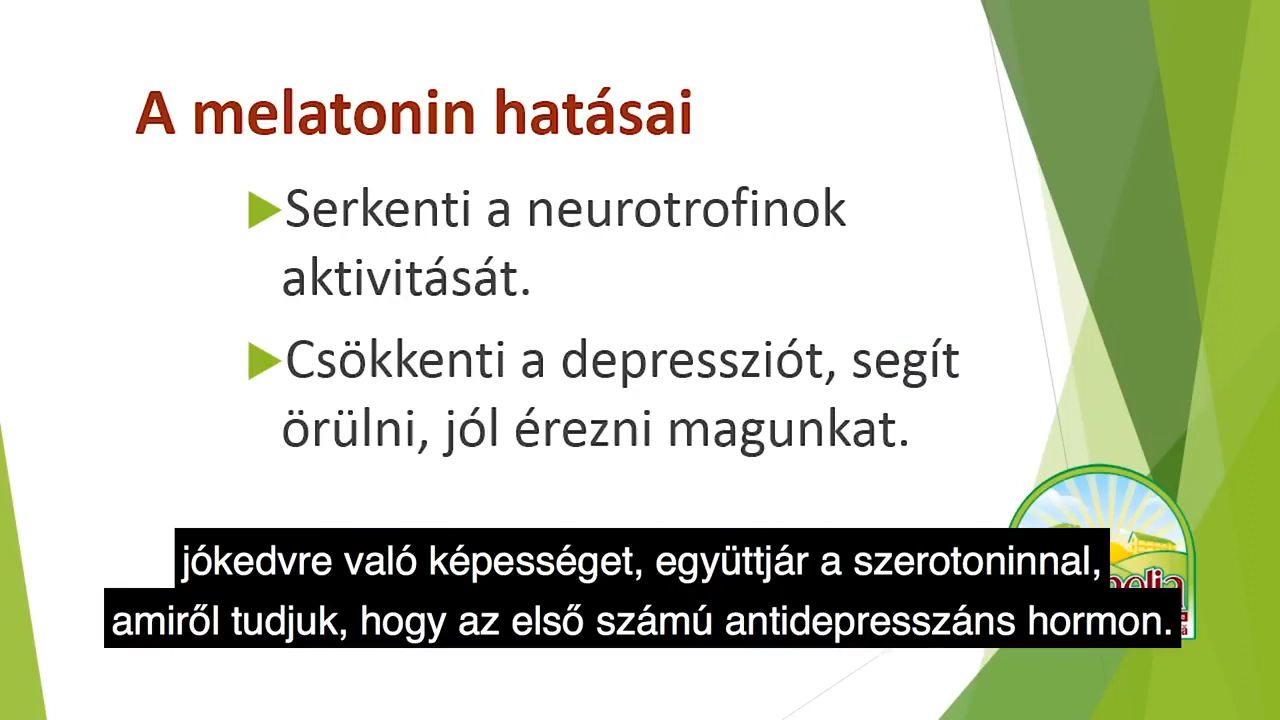 A melatonin hatásai
Serkenti a neurotrofinok
aktivitását.
Csökkenti a depressziót, segít
örülni, jól érezni magunkat.
jókedvre való képességet, együttjár a szerotoninnal,
amiről tudjuk, hogy az első számú antidepresszáns hormon.